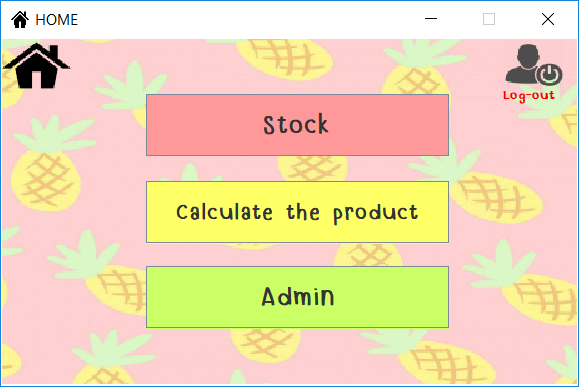 HOME
Log-out
Stock
Calculate the product
Admin